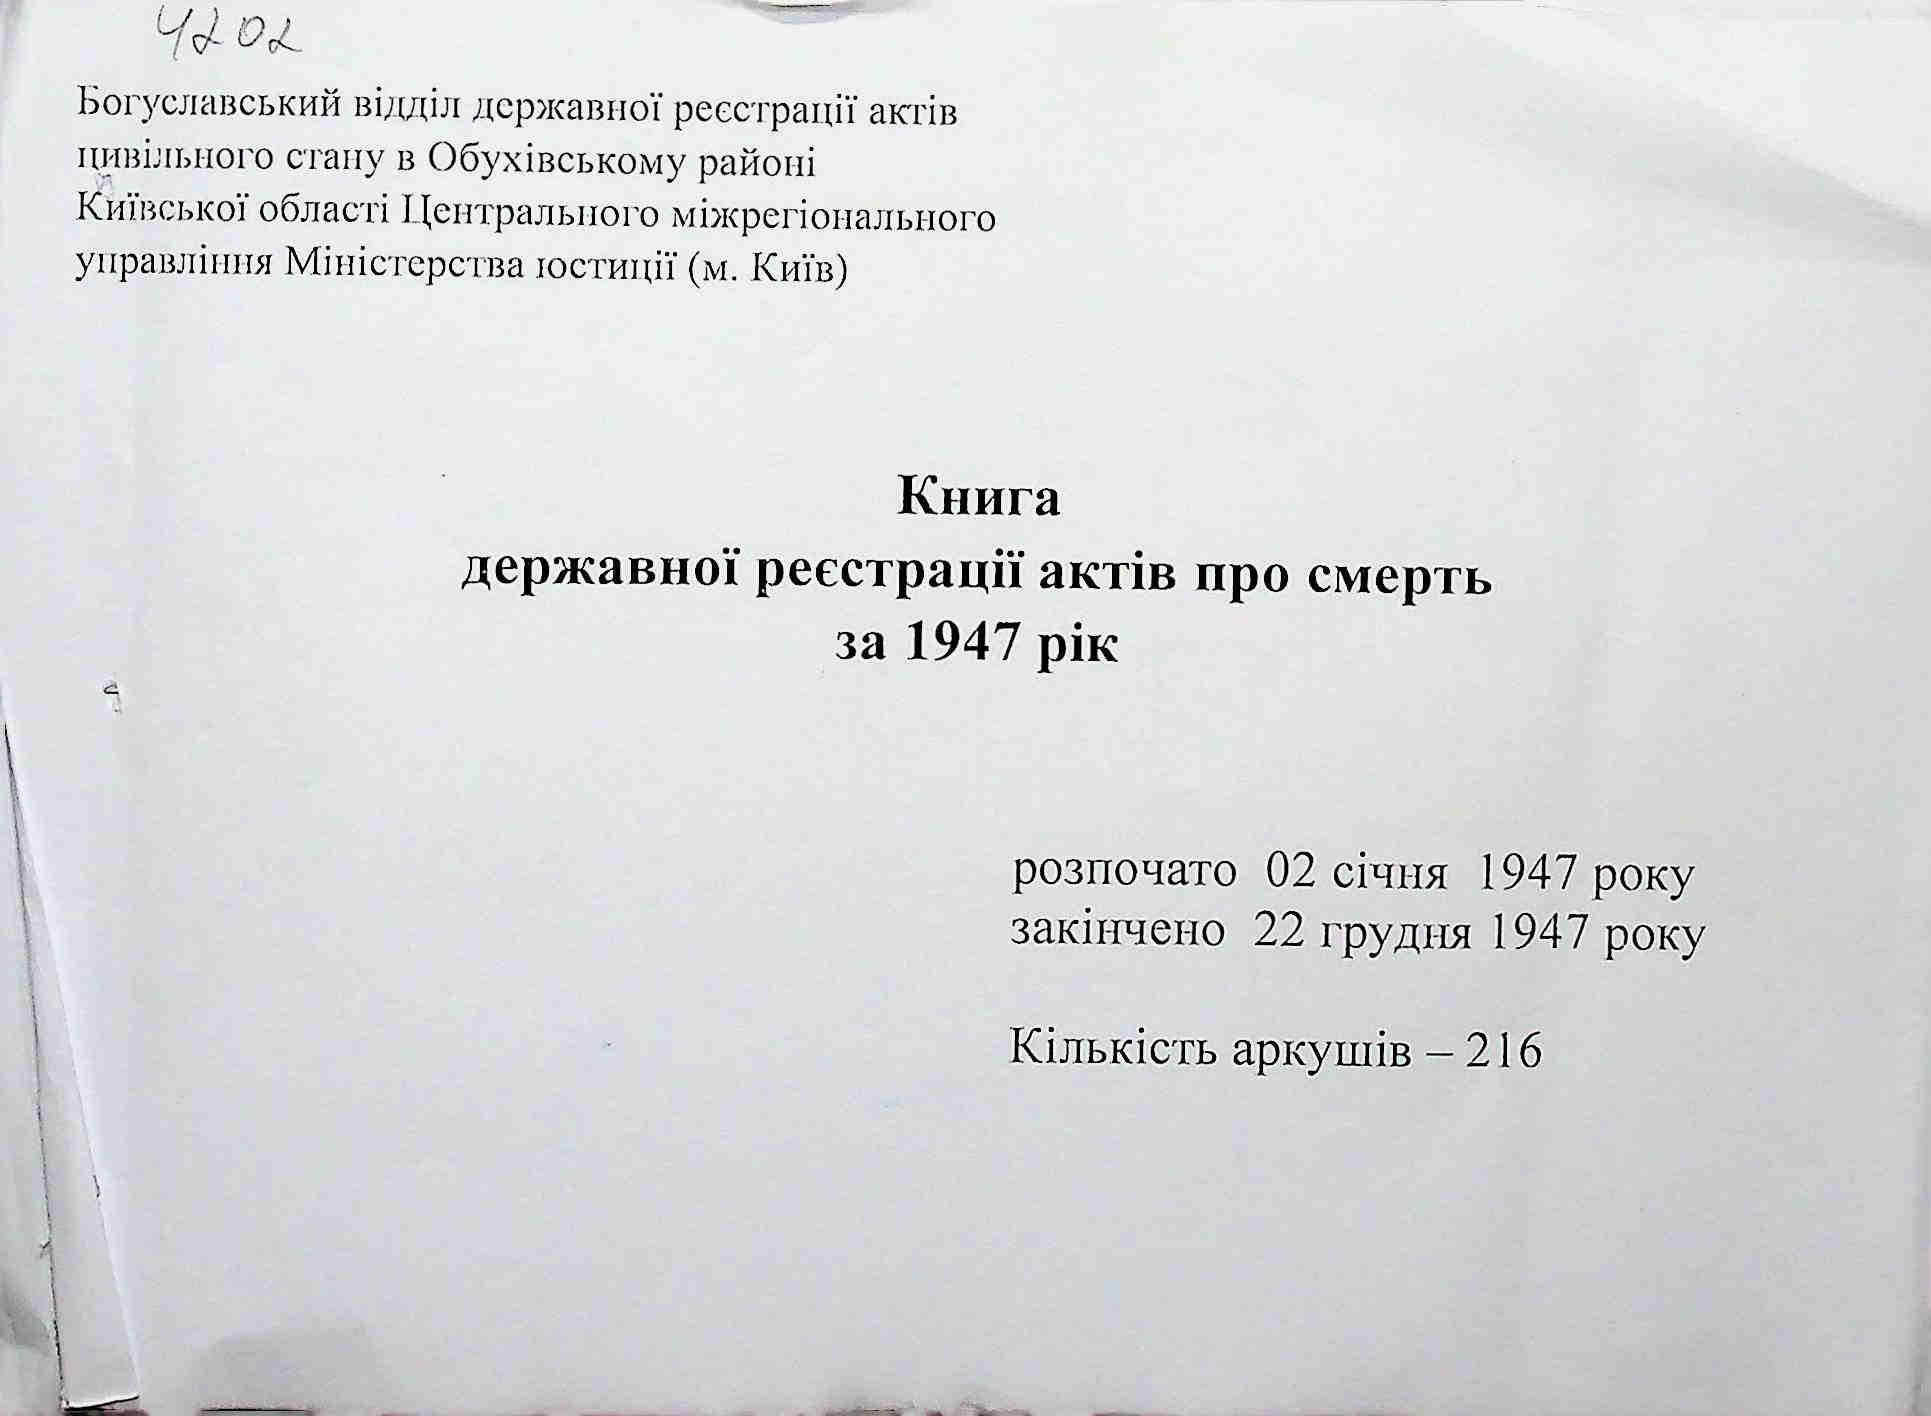 4202
Богуславський відділ державної реєстрації актів
цивільного стану в Обухівському районі
Київської області Центрального міжрегіонального
управління Міністерства юстиції (м. Київ)
Книга
державної реєстрації актів про смерть
за 1947 рік
розпочато 02 січня 1947 року
закінчено 22 грудня 1947 року
Кількість аркушів – 216